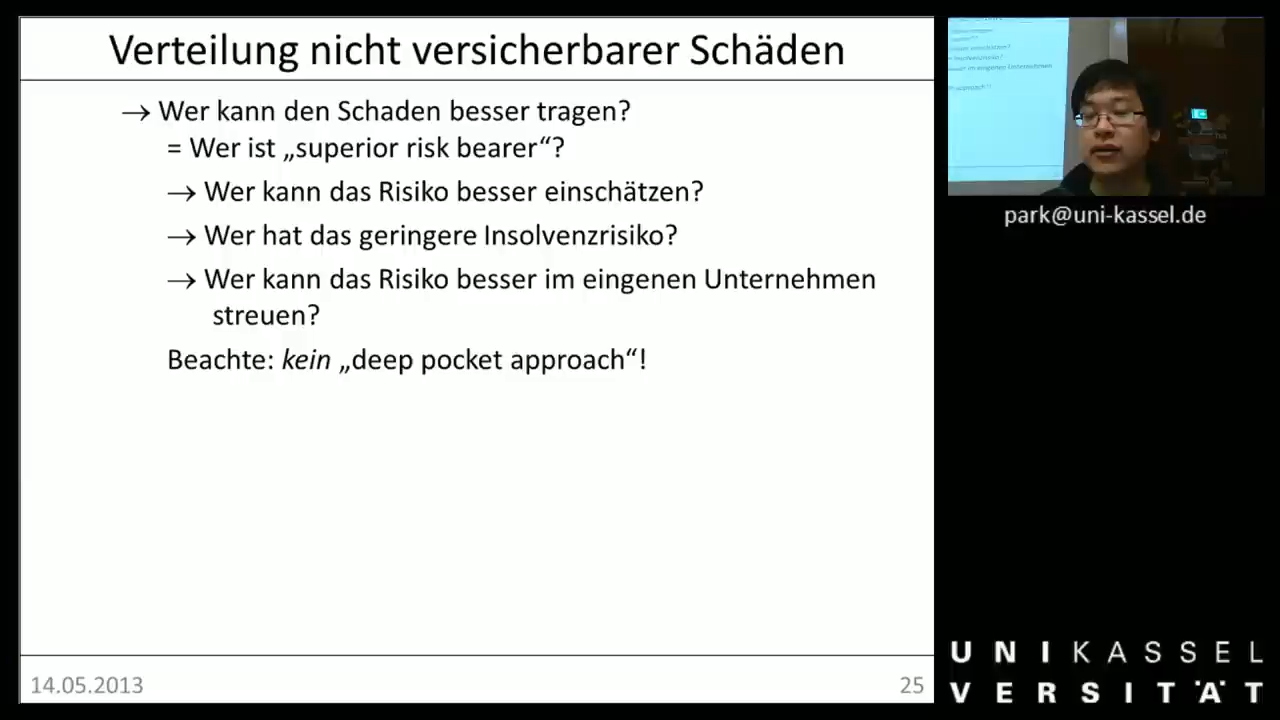 Verteilung nicht versicherbarer Schäden
→ Wer kann den Schaden besser tragen?
= Wer ist „superior risk bearer“?
→ Wer kann das Risiko besser einschätzen?
→ Wer hat das geringere Insolvenzrisiko?
→ Wer kann das Risiko besser im eingenen Unternehmen
streuen?
Beachte: kein „deep pocket approach“!
14.05.2013
25
park@uni-kassel.de
UNIKASSEL
VERSITÄT